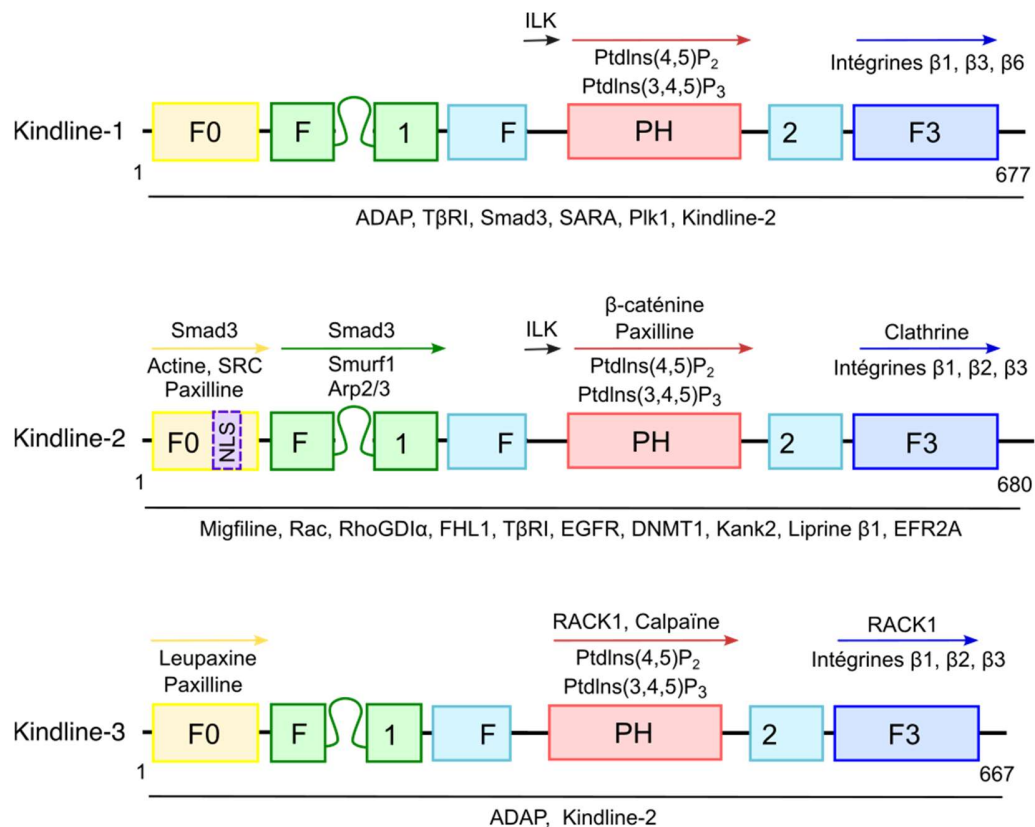 ILK
PtdIns(4,5)P₂
PtdIns(3,4,5)P₃
Intégrines β1, β3, β6
Kindline-1 F0 F 1 F PH 2 F3
1 677
ADAP, TβRI, Smad3, SARA, Plk1, Kindline-2
Smad3
Actine, SRC
Paxilline
Smad3
Smurf1
Arp2/3
ILK
β-caténine
Paxilline
PtdIns(4,5)P₂
PtdIns(3,4,5)P₃
Clathrine
Intégrines β1, β2, β3
Kindline-2 F0 NLS F 1 F PH 2 F3
1 680
Migfiline, Rac, RhoGDIα, FHL1, TβRI, EGFR, DNMT1, Kank2, Liprine β1, EFR2A
Leupaxine
Paxilline
RACK1, Calpaïne
PtdIns(4,5)P₂
PtdIns(3,4,5)P₃
RACK1
Intégrines β1, β2, β3
Kindline-3 F0 F 1 F PH 2 F3
1 667
ADAP, Kindline-2